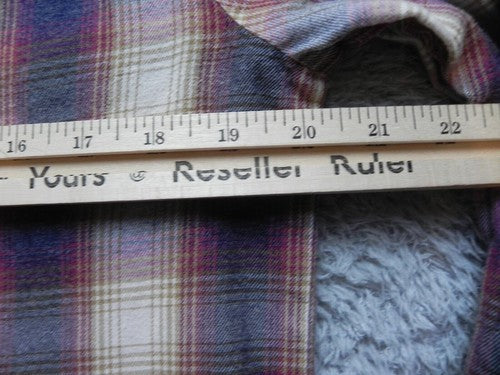 16 17 18 19 20 21 22
Yours @ Reseller Ruler